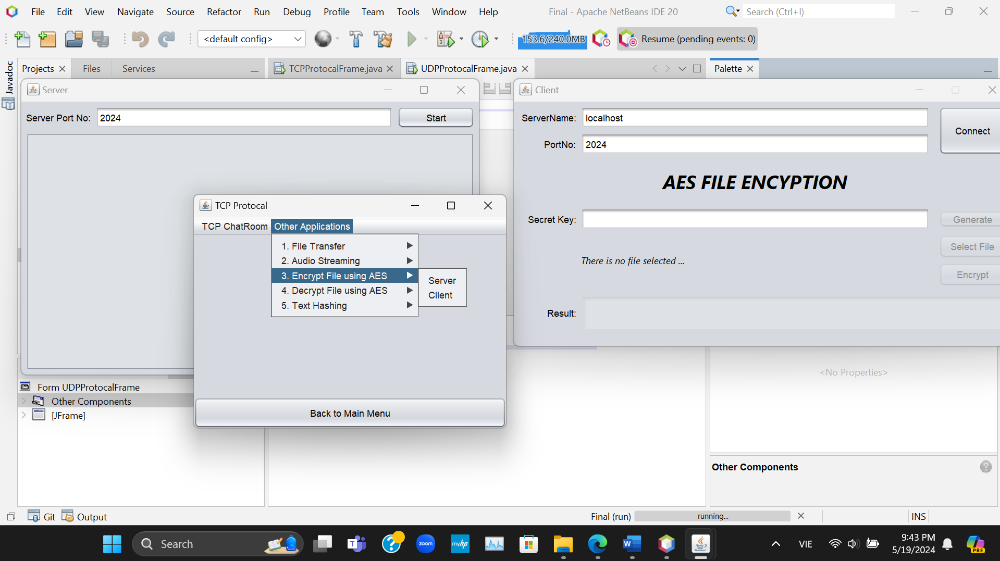 File Edit View Navigate Source Refactor Run Debug Profile Team Tools Window Help Final - Apache NetBeans IDE 20 Search (Ctrl+I)
<default config> 153.6/240.0MB Resume (pending events: 0)
Javadoc
Projects Files Services TCPProtocalFrame.java UDPProtocalFrame.java Palette
Server
Server Port No: 2024 Start
Client
ServerName: localhost
Connect
PortNo: 2024
AES FILE ENCYPTION
Secret Key: Generate
Select File
There is no file selected ...
Encrypt
Result:
TCP Protocal
TCP ChatRoom Other Applications
1. File Transfer
2. Audio Streaming
3. Encrypt File using AES
4. Decrypt File using AES
5. Text Hashing
Server
Client
Back to Main Menu
<No Properties>
Form UDPProtocalFrame
Other Components
[JFrame]
Other Components
Git Output Final (run) running... INS
Search zoom myhp VIE 9:43 PM
5/19/2024
PRE